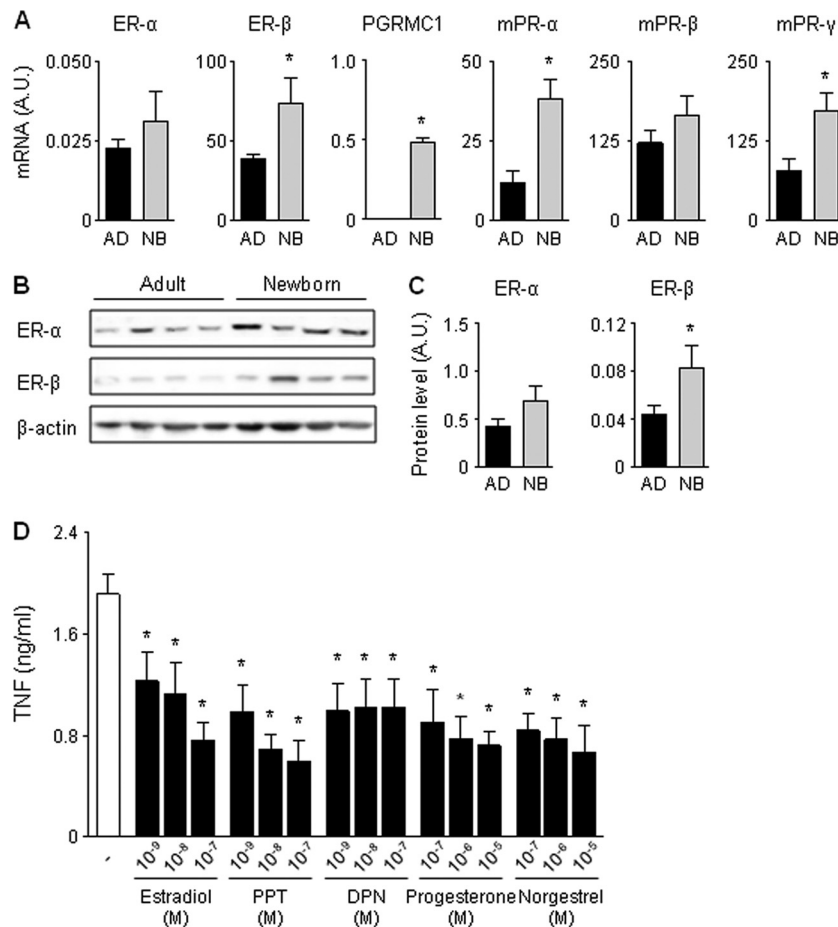 A
ER-α ER-β PGRMC1 mPR-α mPR-β mPR-γ
mRNA (A.U.)
0.050 100 1.0 50 250 250
* * * *
0.025 50 0.5 25 125 125
0 0 0 0 0 0
AD NB AD NB AD NB AD NB AD NB AD NB
B
Adult Newborn
ER-α
ER-β
β-actin
C
ER-α ER-β
Protein level (A.U.)
1.5 0.12
*
1.0 0.08
0.5 0.04
0 0
AD NB AD NB
D
TNF (ng/ml)
2.4
1.6
0.8
0
* * * * * * * * * * * * * * *
- 10⁻⁹ 10⁻⁸ 10⁻⁷ 10⁻⁹ 10⁻⁸ 10⁻⁷ 10⁻⁹ 10⁻⁸ 10⁻⁷ 10⁻⁷ 10⁻⁶ 10⁻⁵ 10⁻⁷ 10⁻⁶ 10⁻⁵
Estradiol PPT DPN Progesterone Norgestrel
(M) (M) (M) (M) (M)